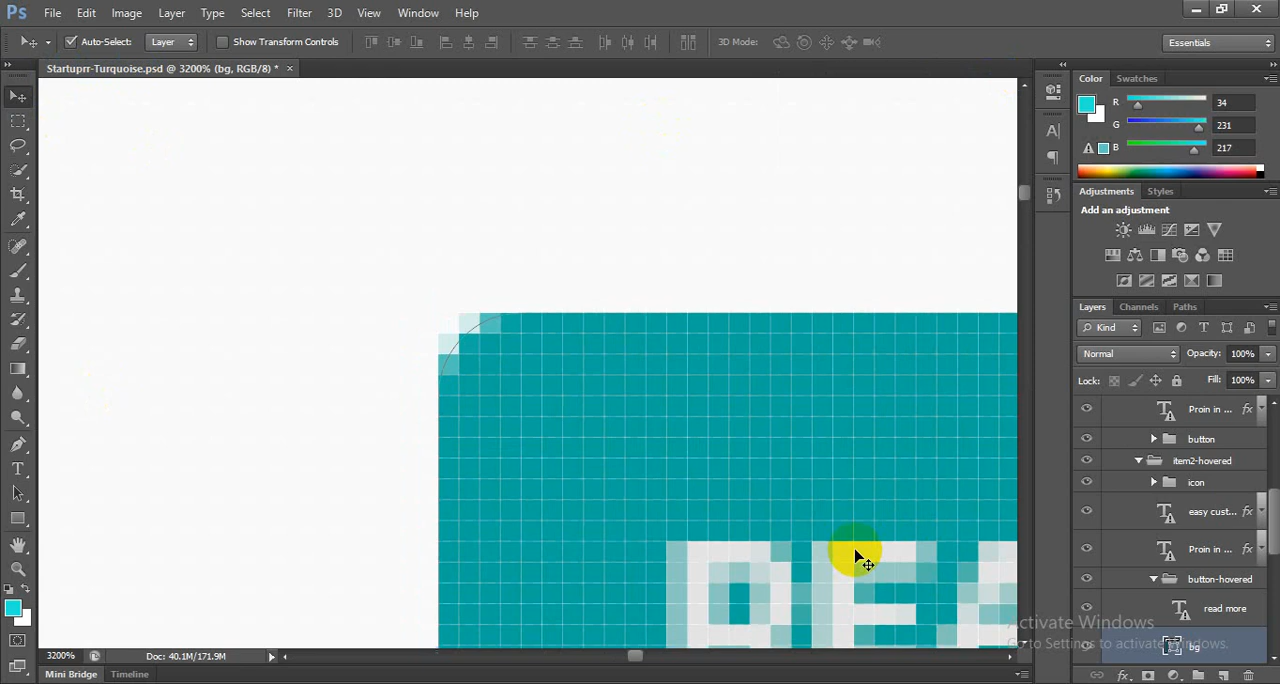 Ps File Edit Image Layer Type Select Filter 3D View Window Help
Auto-Select: Layer Show Transform Controls 3D Mode: Essentials
Startuprr-Turquoise.psd @ 3200% (bg, RGB/8) * ×
Color Swatches
R 34
G 231
B 217
Adjustments Styles
Add an adjustment
Layers Channels Paths
Kind
Normal Opacity: 100%
Lock: Fill: 100%
Proin in ... fx
button
item2-hovered
icon
easy cust... fx
Proin in ... fx
button-hovered
read more
bg
REA
Activate Windows
Go to Settings to activate Windows.
3200% Doc: 40.1M/171.9M
Mini Bridge Timeline